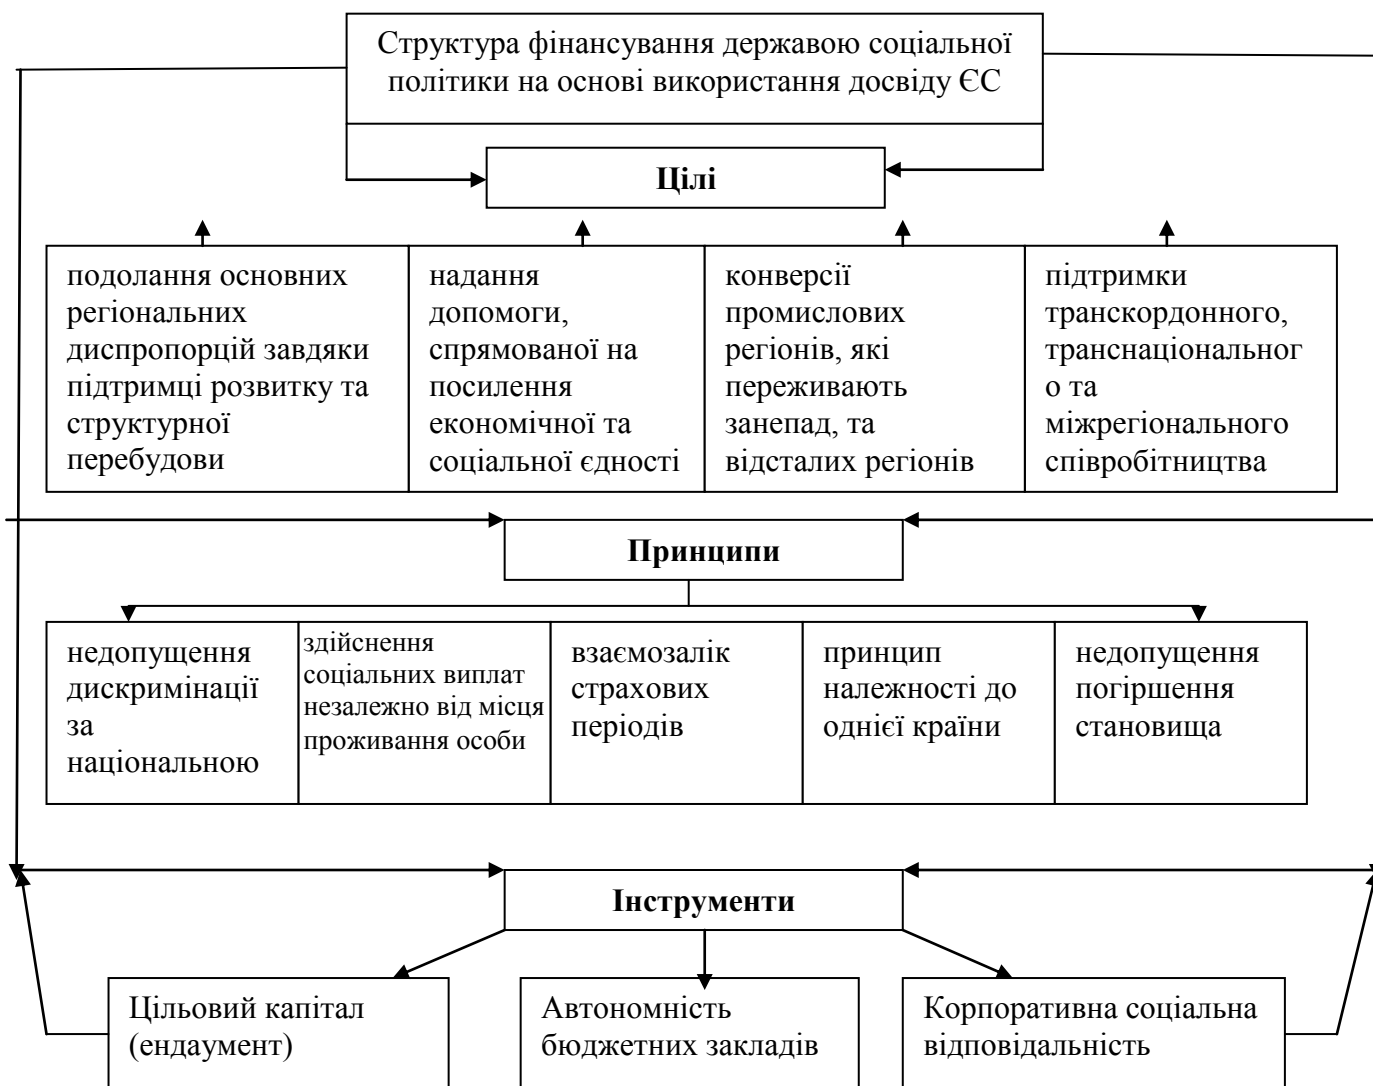 Структура фінансування державою соціальної
політики на основі використання досвіду ЄС
Цілі
подолання основних
регіональних
диспропорцій завдяки
підтримці розвитку та
структурної
перебудови
надання
допомоги,
спрямованої на
посилення
економічної та
соціальної єдності
конверсії
промислових
регіонів, які
переживають
занепад, та
відсталих регіонів
підтримки
транскордонного,
транснаціональног
о та
міжрегіонального
співробітництва
Принципи
недопущення
дискримінації
за
національною
здійснення
соціальних виплат
незалежно від місця
проживання особи
взаємозалік
страхових
періодів
принцип
належності до
однієї країни
недопущення
погіршення
становища
Інструменти
Цільовий капітал
(ендаумент)
Автономність
бюджетних закладів
Корпоративна соціальна
відповідальність